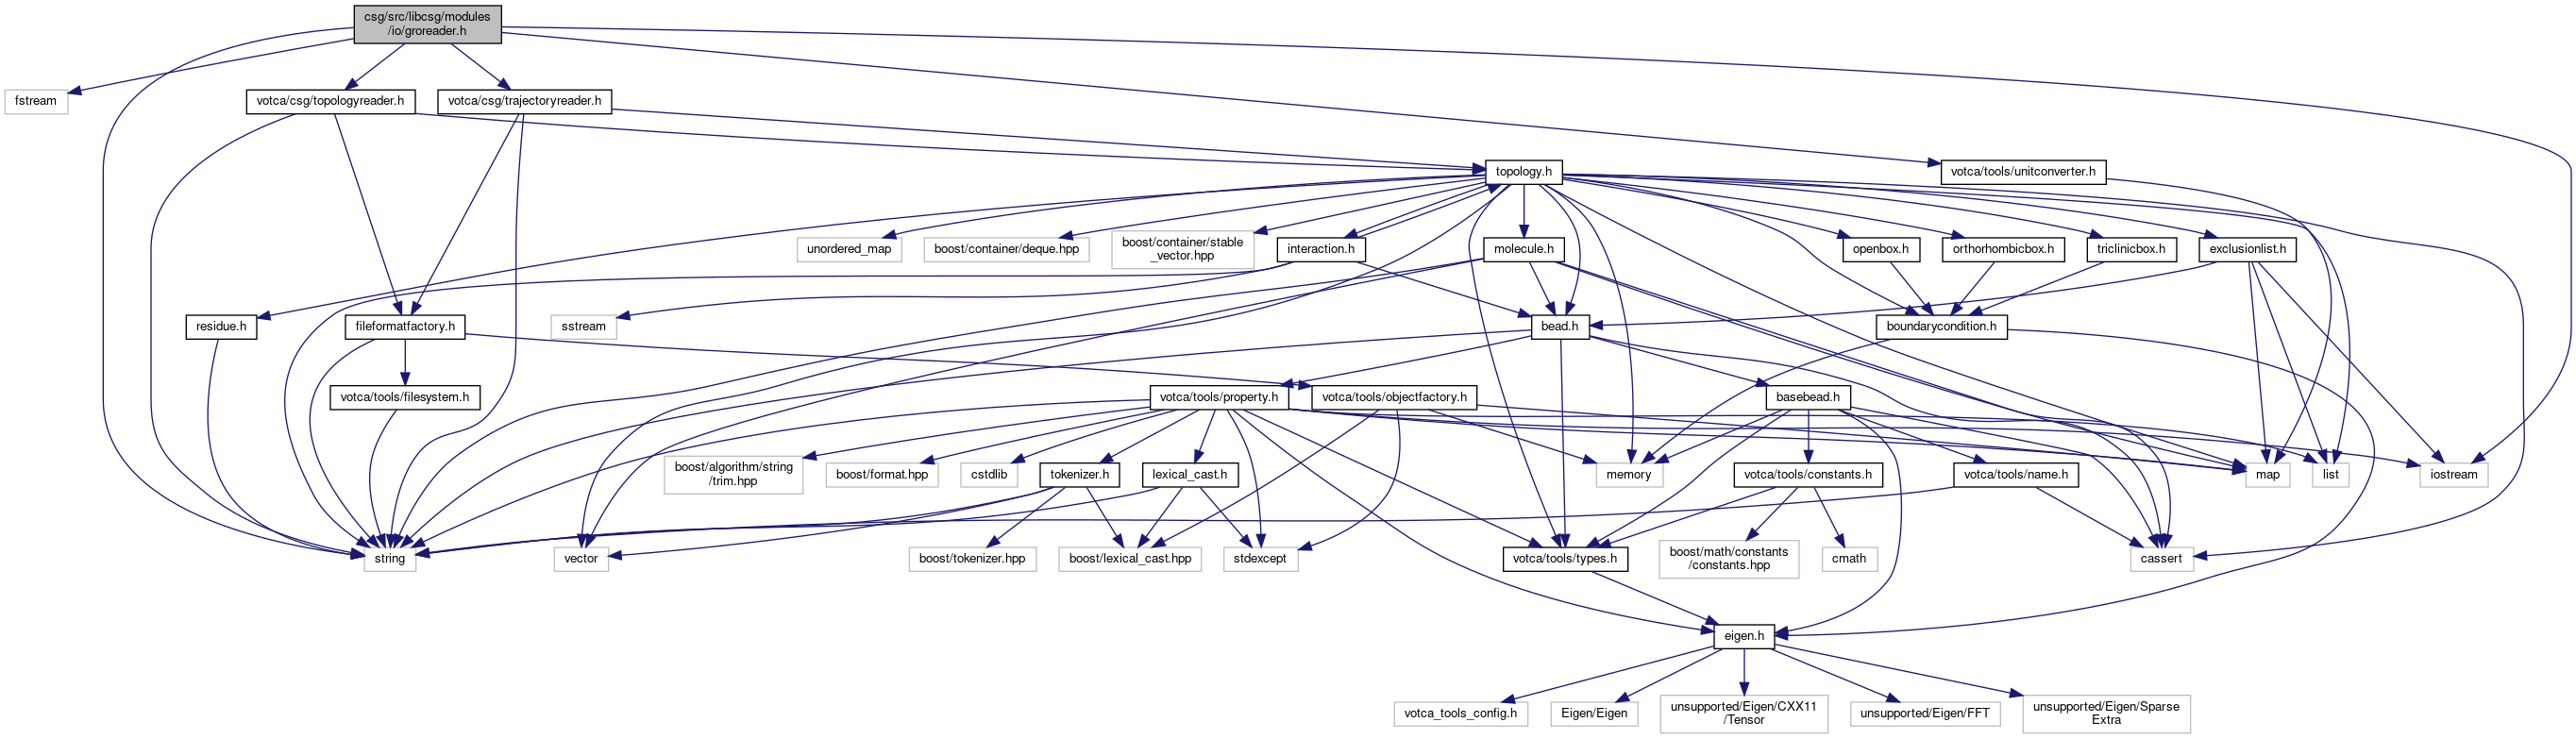 csg/src/libcsg/modules
/io/groreader.h
fstream
votca/csg/topologyreader.h
votca/csg/trajectoryreader.h
topology.h
votca/tools/unitconverter.h
unordered_map
boost/container/deque.hpp
boost/container/stable
_vector.hpp
interaction.h
molecule.h
openbox.h
orthorhombicbox.h
triclinicbox.h
exclusionlist.h
residue.h
fileformatfactory.h
sstream
bead.h
boundarycondition.h
votca/tools/filesystem.h
votca/tools/property.h
votca/tools/objectfactory.h
basebead.h
boost/algorithm/string
/trim.hpp
boost/format.hpp
cstdlib
tokenizer.h
lexical_cast.h
memory
votca/tools/constants.h
votca/tools/name.h
map
list
iostream
string
vector
boost/tokenizer.hpp
boost/lexical_cast.hpp
stdexcept
votca/tools/types.h
boost/math/constants
/constants.hpp
cmath
cassert
eigen.h
votca_tools_config.h
Eigen/Eigen
unsupported/Eigen/CXX11
/Tensor
unsupported/Eigen/FFT
unsupported/Eigen/Sparse
Extra